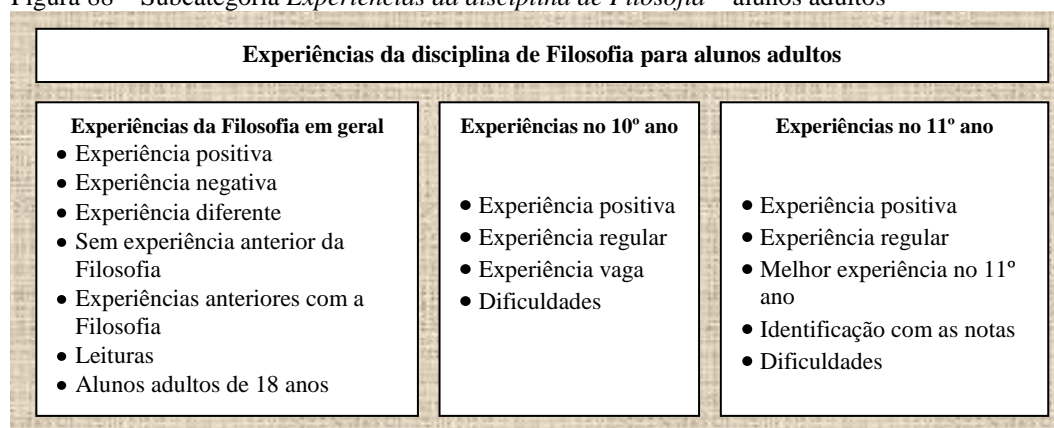 Figura 88 – Subcategoria Experiências da disciplina de Filosofia – alunos adultos
Experiências da disciplina de Filosofia para alunos adultos
Experiências da Filosofia em geral
• Experiência positiva
• Experiência negativa
• Experiência diferente
• Sem experiência anterior da
Filosofia
• Experiências anteriores com a
Filosofia
• Leituras
• Alunos adultos de 18 anos
Experiências no 10º ano
• Experiência positiva
• Experiência regular
• Experiência vaga
• Dificuldades
Experiências no 11º ano
• Experiência positiva
• Experiência regular
• Melhor experiência no 11º
ano
• Identificação com as notas
• Dificuldades